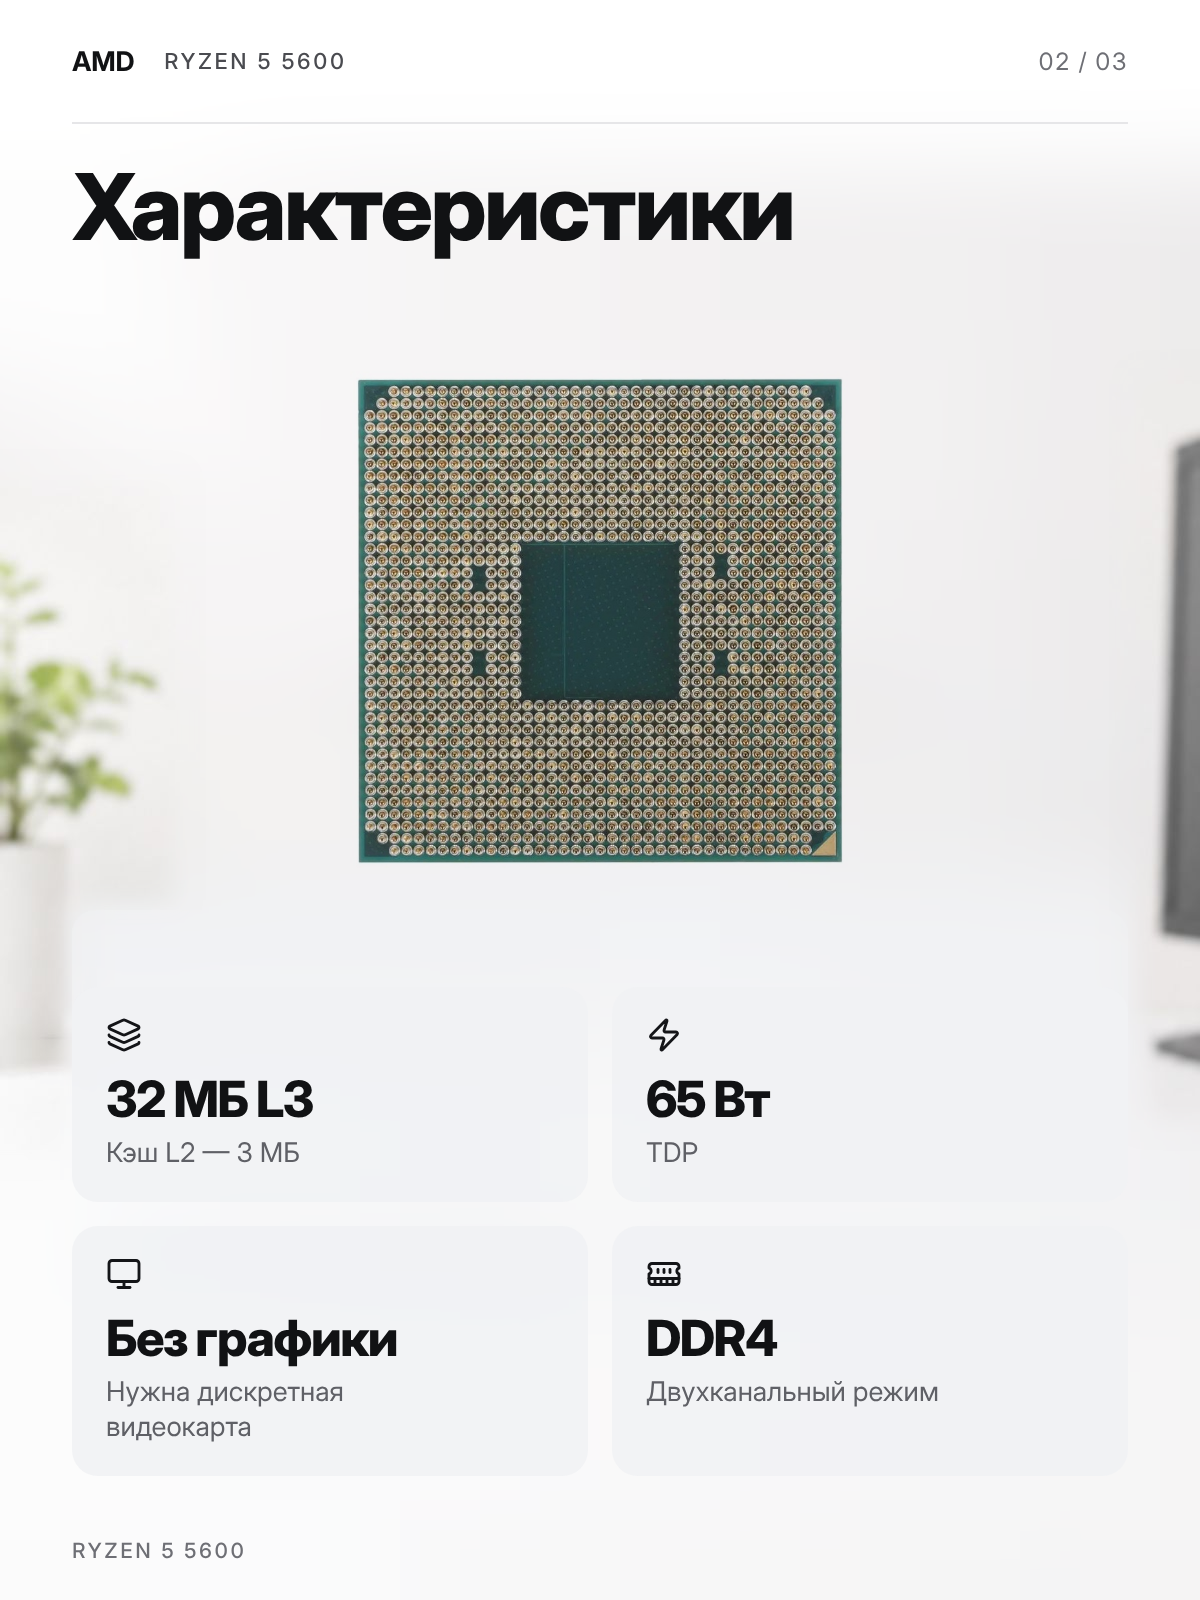 AMD RYZEN 5 5600 02 / 03
Характеристики
32 МБ L3
Кэш L2 — 3 МБ
65 Вт
TDP
Без графики
Нужна дискретная
видеокарта
DDR4
Двухканальный режим
RYZEN 5 5600